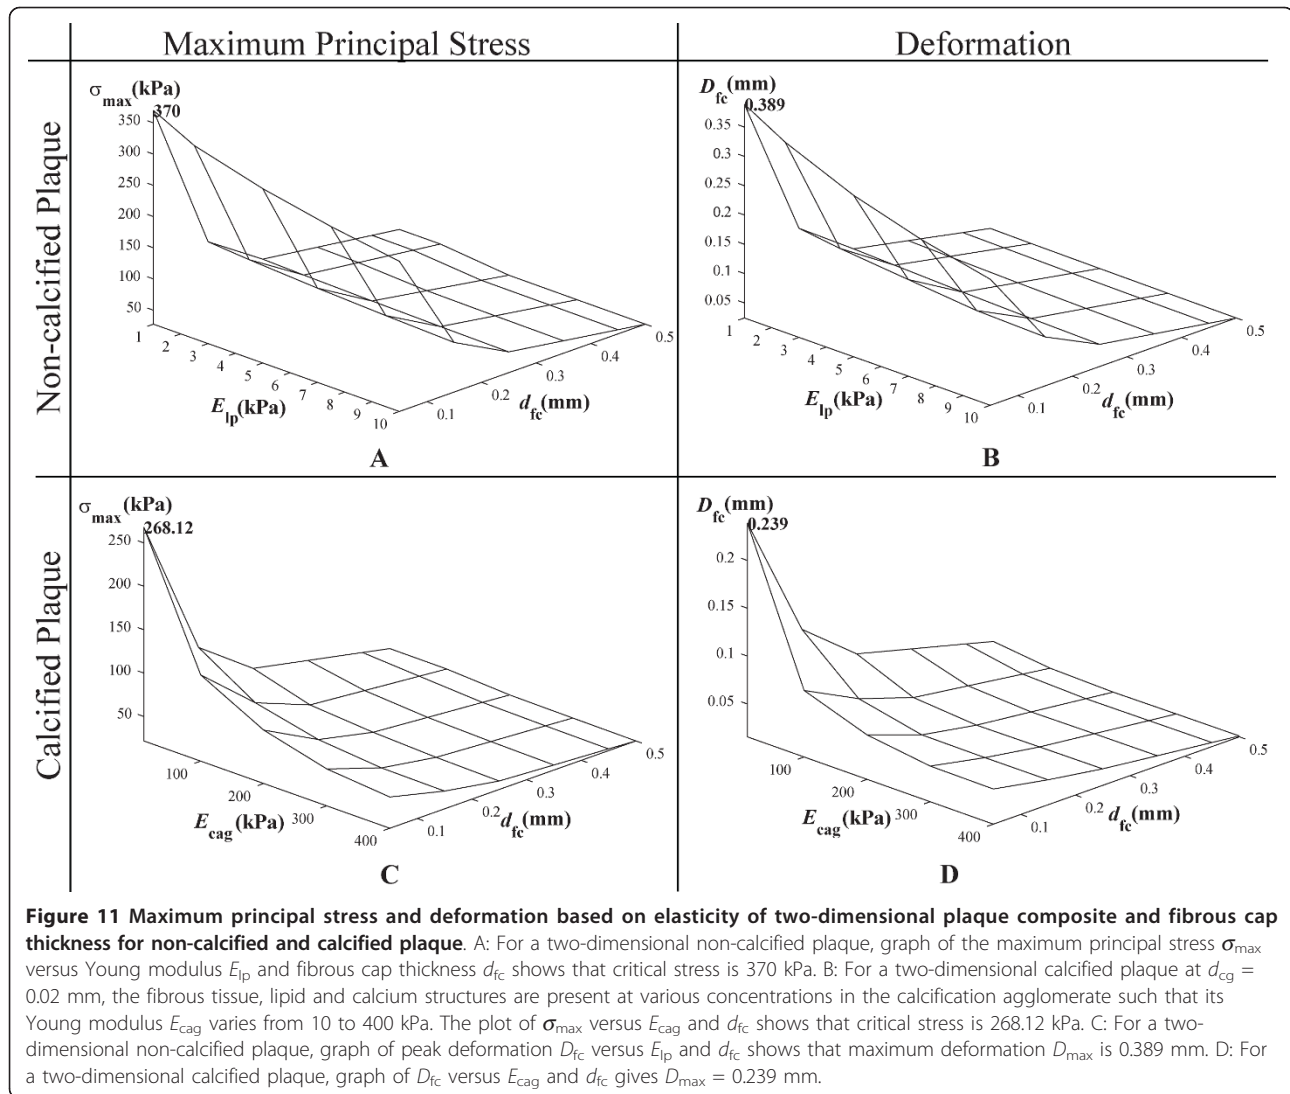 Maximum Principal Stress
Deformation
Non-calcified Plaque
σmax(kPa)
370
350
300
250
200
150
100
50
1
2
3
4
5
6
7
8
9
10
Elp(kPa)
0.1
0.2
0.3
0.4
0.5
dfc(mm)
A
Dfc(mm)
0.389
0.35
0.3
0.25
0.2
0.15
0.1
0.05
1
2
3
4
5
6
7
8
9
10
Elp(kPa)
0.1
0.2
0.3
0.4
0.5
dfc(mm)
B
Calcified Plaque
σmax(kPa)
268.12
250
200
150
100
50
100
200
300
400
Ecag(kPa)
0.1
0.2
0.3
0.4
0.5
dfc(mm)
C
Dfc(mm)
0.239
0.2
0.15
0.1
0.05
100
200
300
400
Ecag(kPa)
0.1
0.2
0.3
0.4
0.5
dfc(mm)
D
Figure 11 Maximum principal stress and deformation based on elasticity of two-dimensional plaque composite and fibrous cap
thickness for non-calcified and calcified plaque. A: For a two-dimensional non-calcified plaque, graph of the maximum principal stress σmax
versus Young modulus Elp and fibrous cap thickness dfc shows that critical stress is 370 kPa. B: For a two-dimensional calcified plaque at dcg =
0.02 mm, the fibrous tissue, lipid and calcium structures are present at various concentrations in the calcification agglomerate such that its
Young modulus Ecag varies from 10 to 400 kPa. The plot of σmax versus Ecag and dfc shows that critical stress is 268.12 kPa. C: For a two-
dimensional non-calcified plaque, graph of peak deformation Dfc versus Elp and dfc shows that maximum deformation Dmax is 0.389 mm. D: For
a two-dimensional calcified plaque, graph of Dfc versus Ecag and dfc gives Dmax = 0.239 mm.